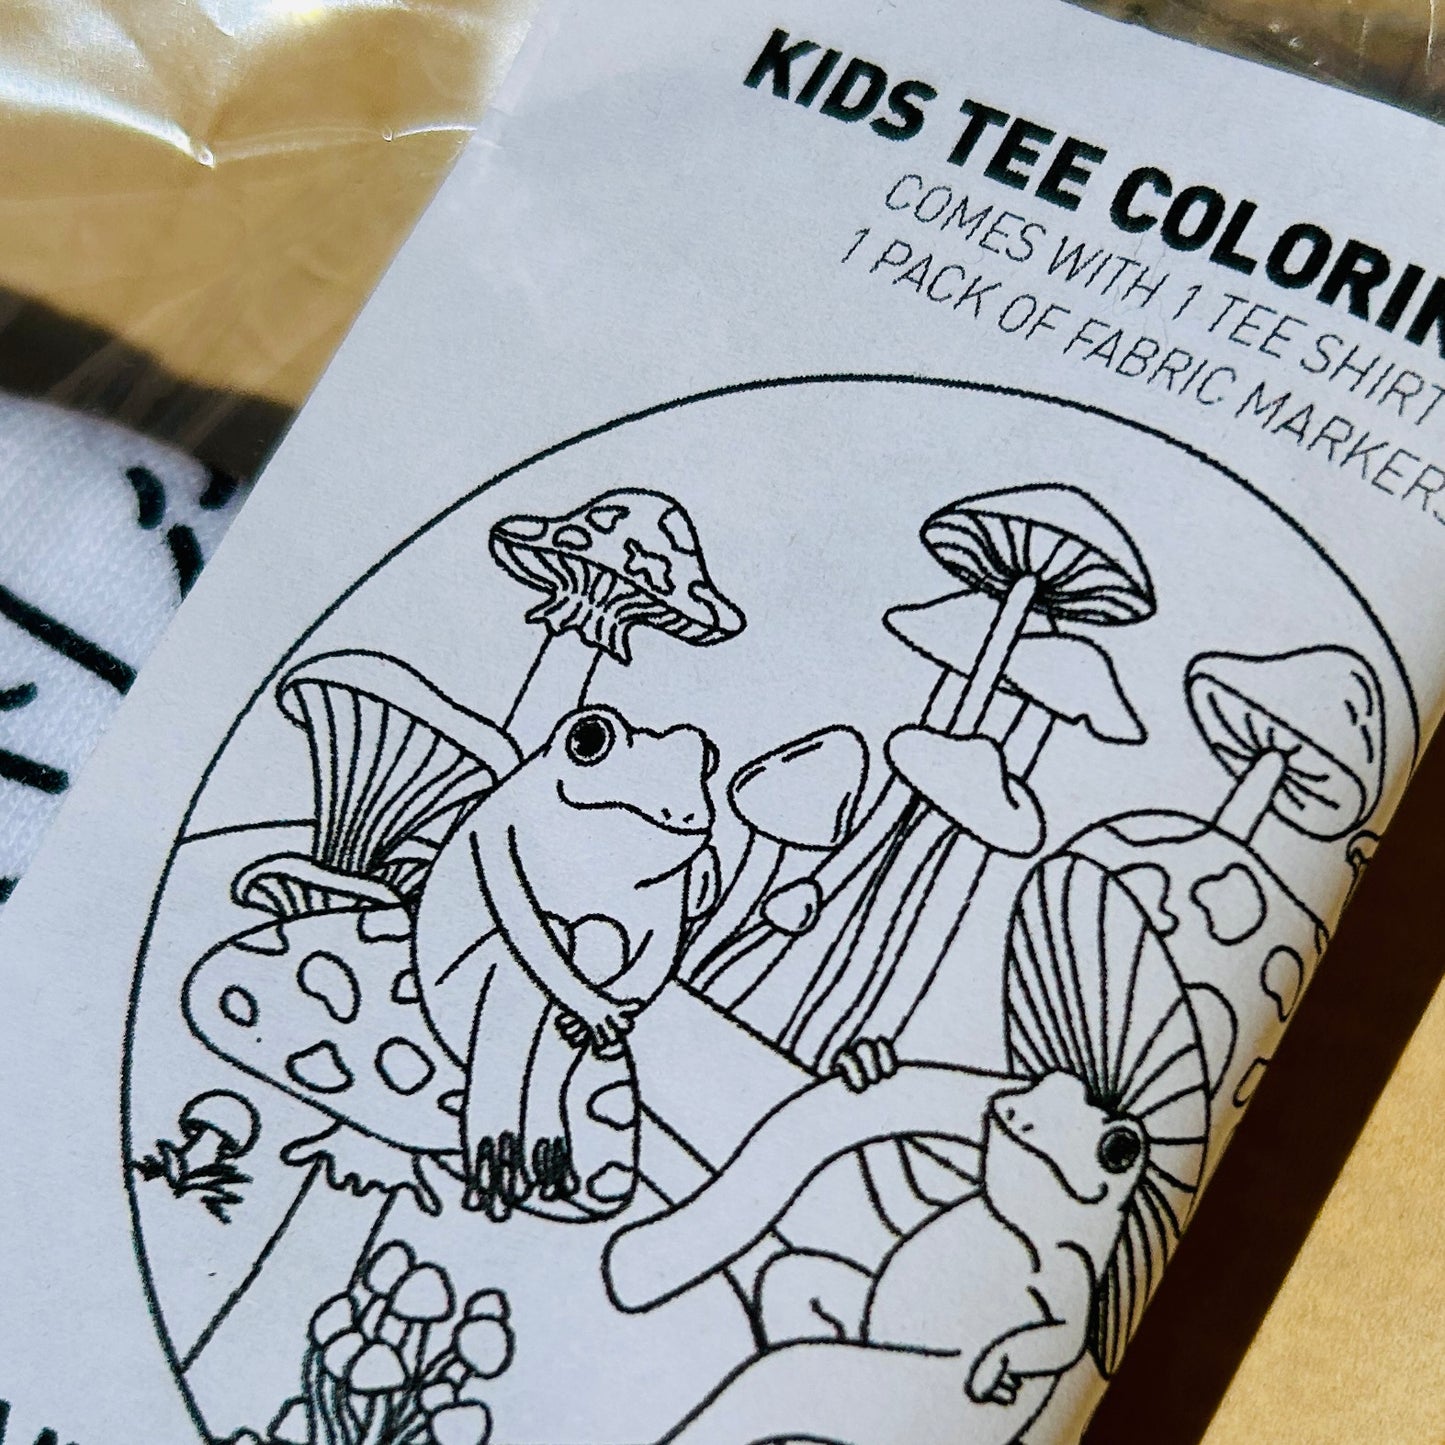 KIDS TEE COLORIN
COMES WITH 1 TEE SHIRT
1 PACK OF FABRIC MARKERS